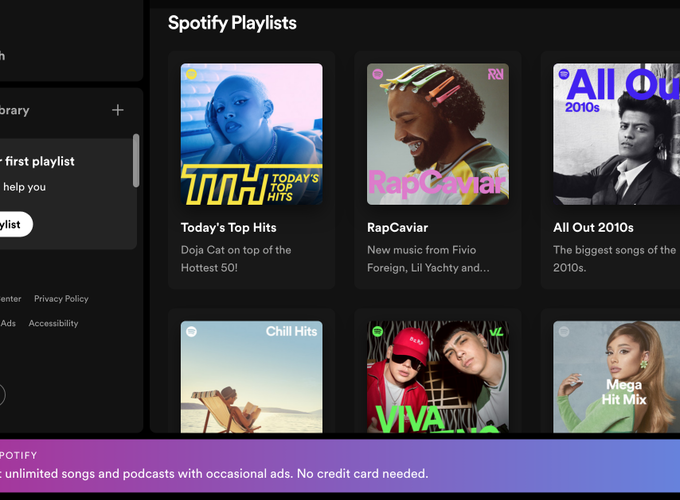 Spotify Playlists
h
brary
r first playlist
help you
ylist
enter
Privacy Policy
Ads
Accessibility
TTH TODAY'S
TOP
HITS
Today's Top Hits
Doja Cat on top of the
Hottest 50!
RapCaviar
RapCaviar
New music from Fivio
Foreign, Lil Yachty and...
All Ou
2010s
All Out 2010s
The biggest songs of the
2010s.
Chill Hits
VL
VIVA
Mega
Hit Mix
SPOTIFY
t unlimited songs and podcasts with occasional ads. No credit card needed.